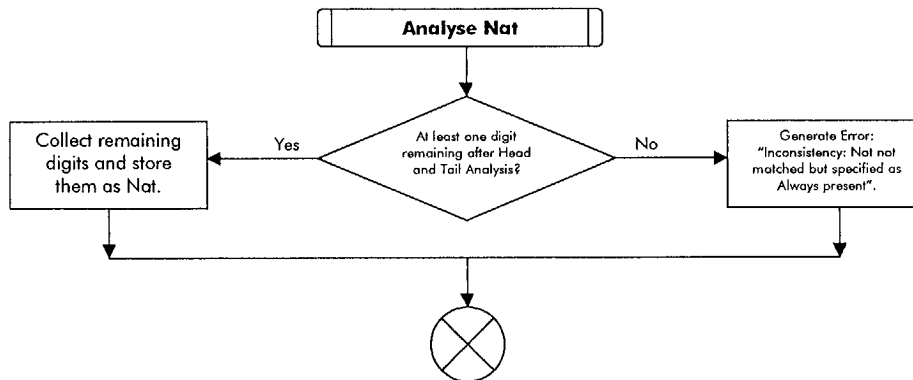 Analyse Nat
At least one digit
remaining after Head
and Tail Analysis?
Yes
No
Collect remaining
digits and store
them as Nat.
Generate Error:
"Inconsistency: Nat not
matched but specified as
Always present".